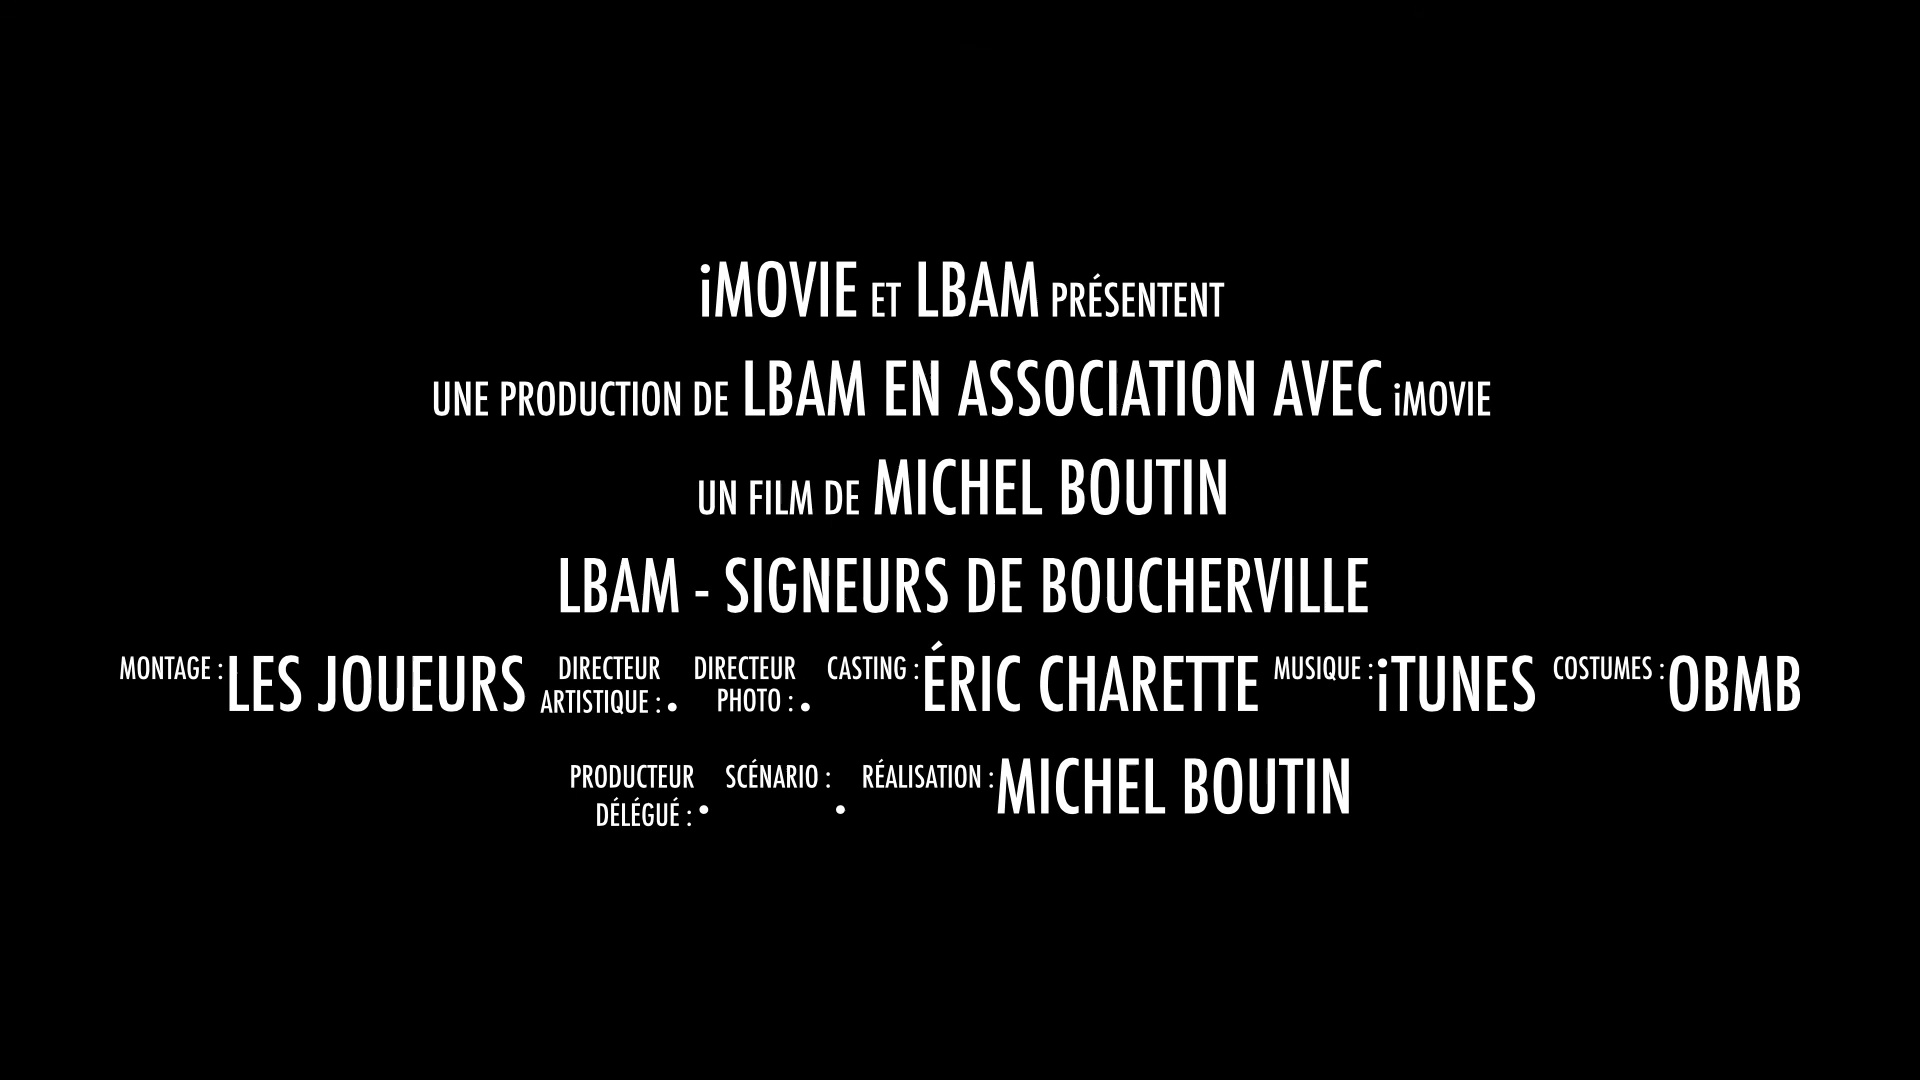 iMOVIE ET LBAM PRÉSENTENT
UNE PRODUCTION DE LBAM EN ASSOCIATION AVEC iMOVIE
UN FILM DE MICHEL BOUTIN
LBAM - SIGNEURS DE BOUCHERVILLE
MONTAGE : LES JOUEURS DIRECTEUR ARTISTIQUE : . DIRECTEUR PHOTO : . CASTING : ÉRIC CHARETTE MUSIQUE : iTUNES COSTUMES : OBMB
PRODUCTEUR DÉLÉGUÉ : . SCÉNARIO : . RÉALISATION : MICHEL BOUTIN